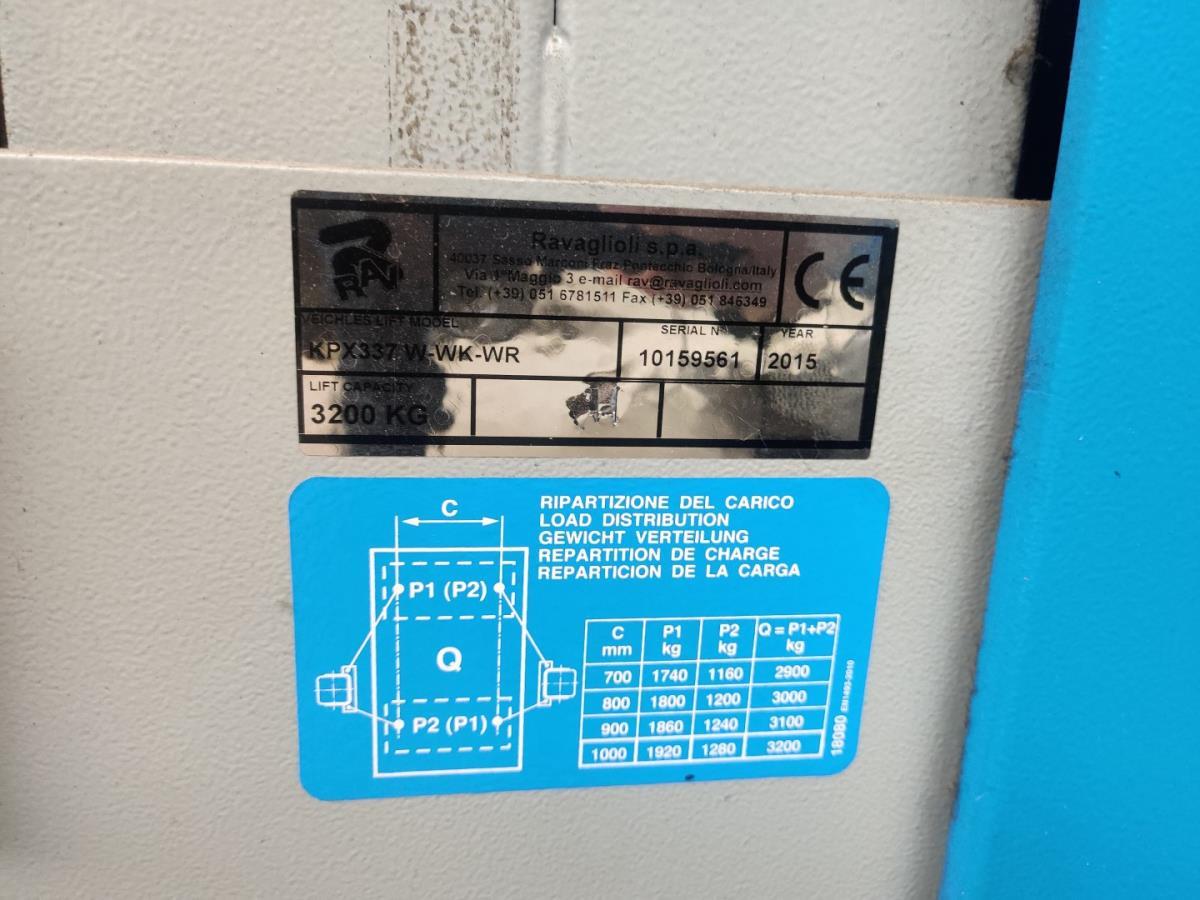 RAV
Ravaglioli s.p.a.
40037 Sasso Marconi Fraz.Pontecchio Bologna/Italy
Via 1°Maggio 3 e-mail rav@ravaglioli.com
Tel. (+39) 051 6781511 Fax (+39) 051 846349
CE
VEICHLES LIFT MODEL
KPX337 W-WK-WR
SERIAL N°
10159561
YEAR
2015
LIFT CAPACITY
3200 KG
RIPARTIZIONE DEL CARICO
LOAD DISTRIBUTION
GEWICHT VERTEILUNG
REPARTITION DE CHARGE
REPARTICION DE LA CARGA
C
P1 (P2)
Q
P2 (P1)
C mm P1 kg P2 kg Q = P1+P2 kg
700 1740 1160 2900
800 1800 1200 3000
900 1860 1240 3100
1000 1920 1280 3200
18080 EN1493-2010